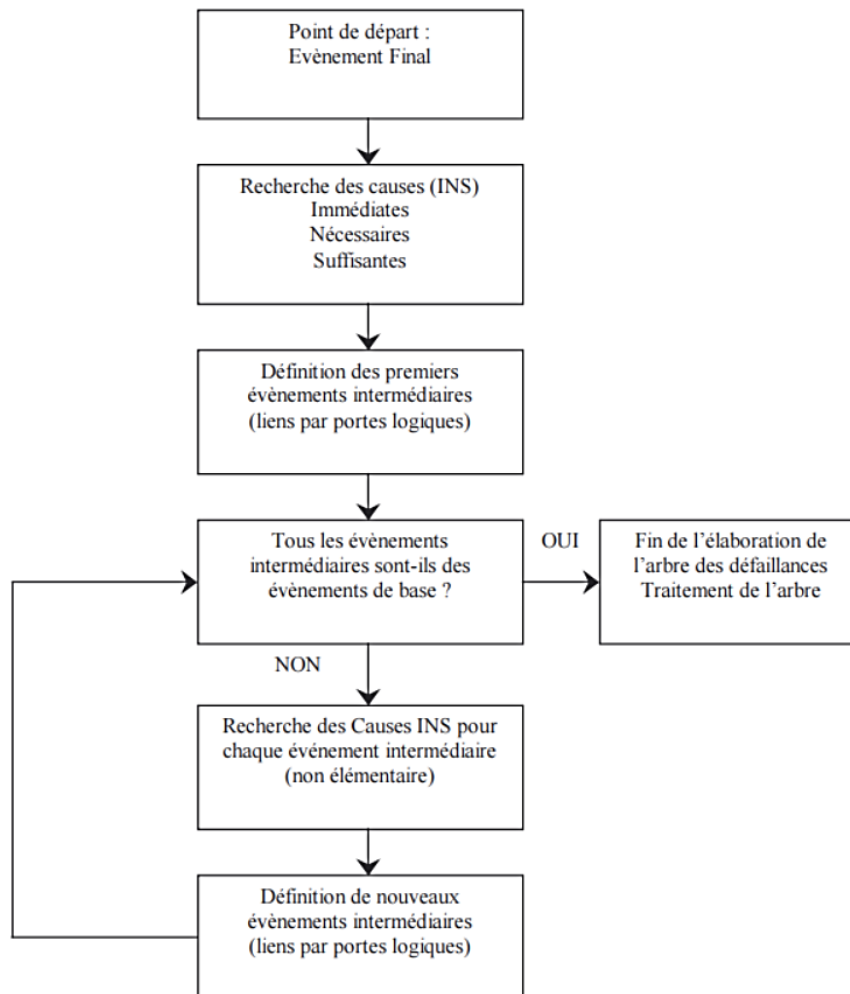 Point de départ :
Evènement Final
Recherche des causes (INS)
Immédiates
Nécessaires
Suffisantes
Définition des premiers
évènements intermédiaires
(liens par portes logiques)
Tous les évènements
intermédiaires sont-ils des
évènements de base ?
OUI
Fin de l'élaboration de
l'arbre des défaillances
Traitement de l'arbre
NON
Recherche des Causes INS pour
chaque événement intermédiaire
(non élémentaire)
Définition de nouveaux
évènements intermédiaires
(liens par portes logiques)